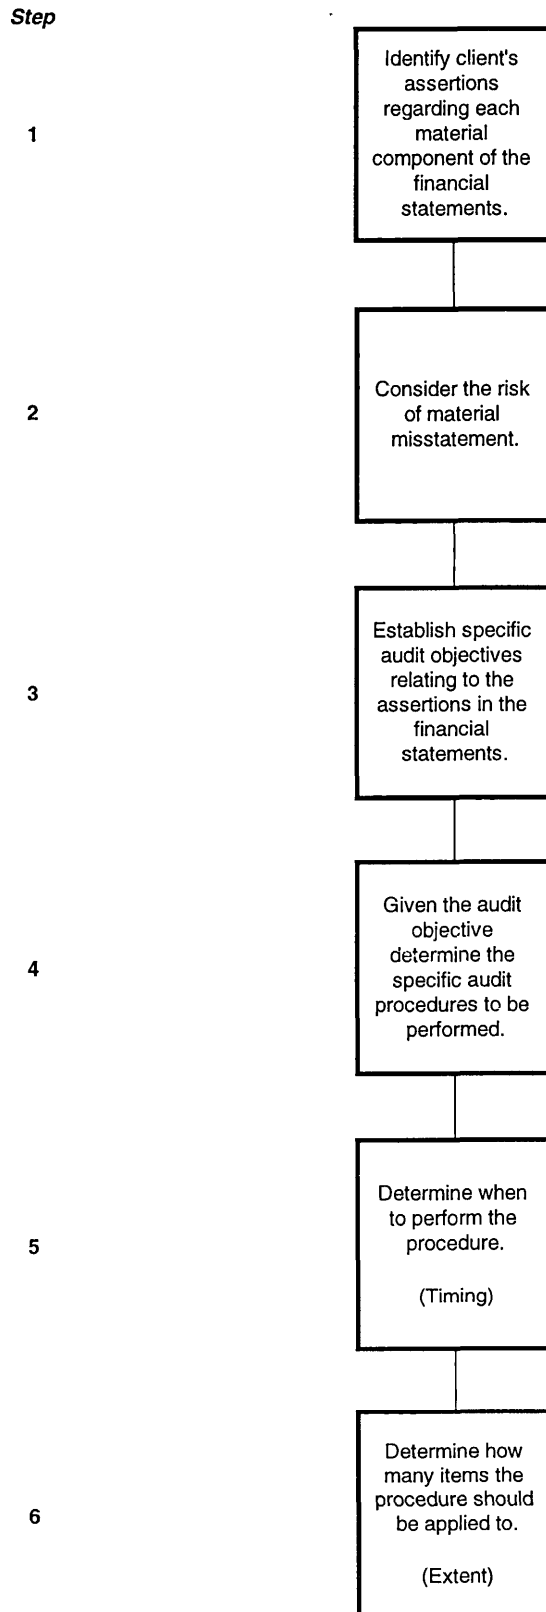 Step
1
Identify client's
assertions
regarding each
material
component of the
financial
statements.
2
Consider the risk
of material
misstatement.
3
Establish specific
audit objectives
relating to the
assertions in the
financial
statements.
4
Given the audit
objective
determine the
specific audit
procedures to be
performed.
5
Determine when
to perform the
procedure.
(Timing)
6
Determine how
many items the
procedure should
be applied to.
(Extent)